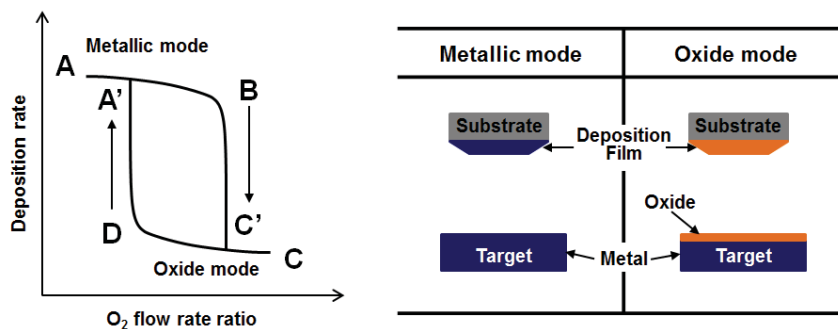 Metallic mode
A
A’
B
Deposition rate
D
C’
Oxide mode
C
O2 flow rate ratio
Metallic mode
Oxide mode
Substrate
Substrate
Deposition
Film
Oxide
Target
Metal
Target